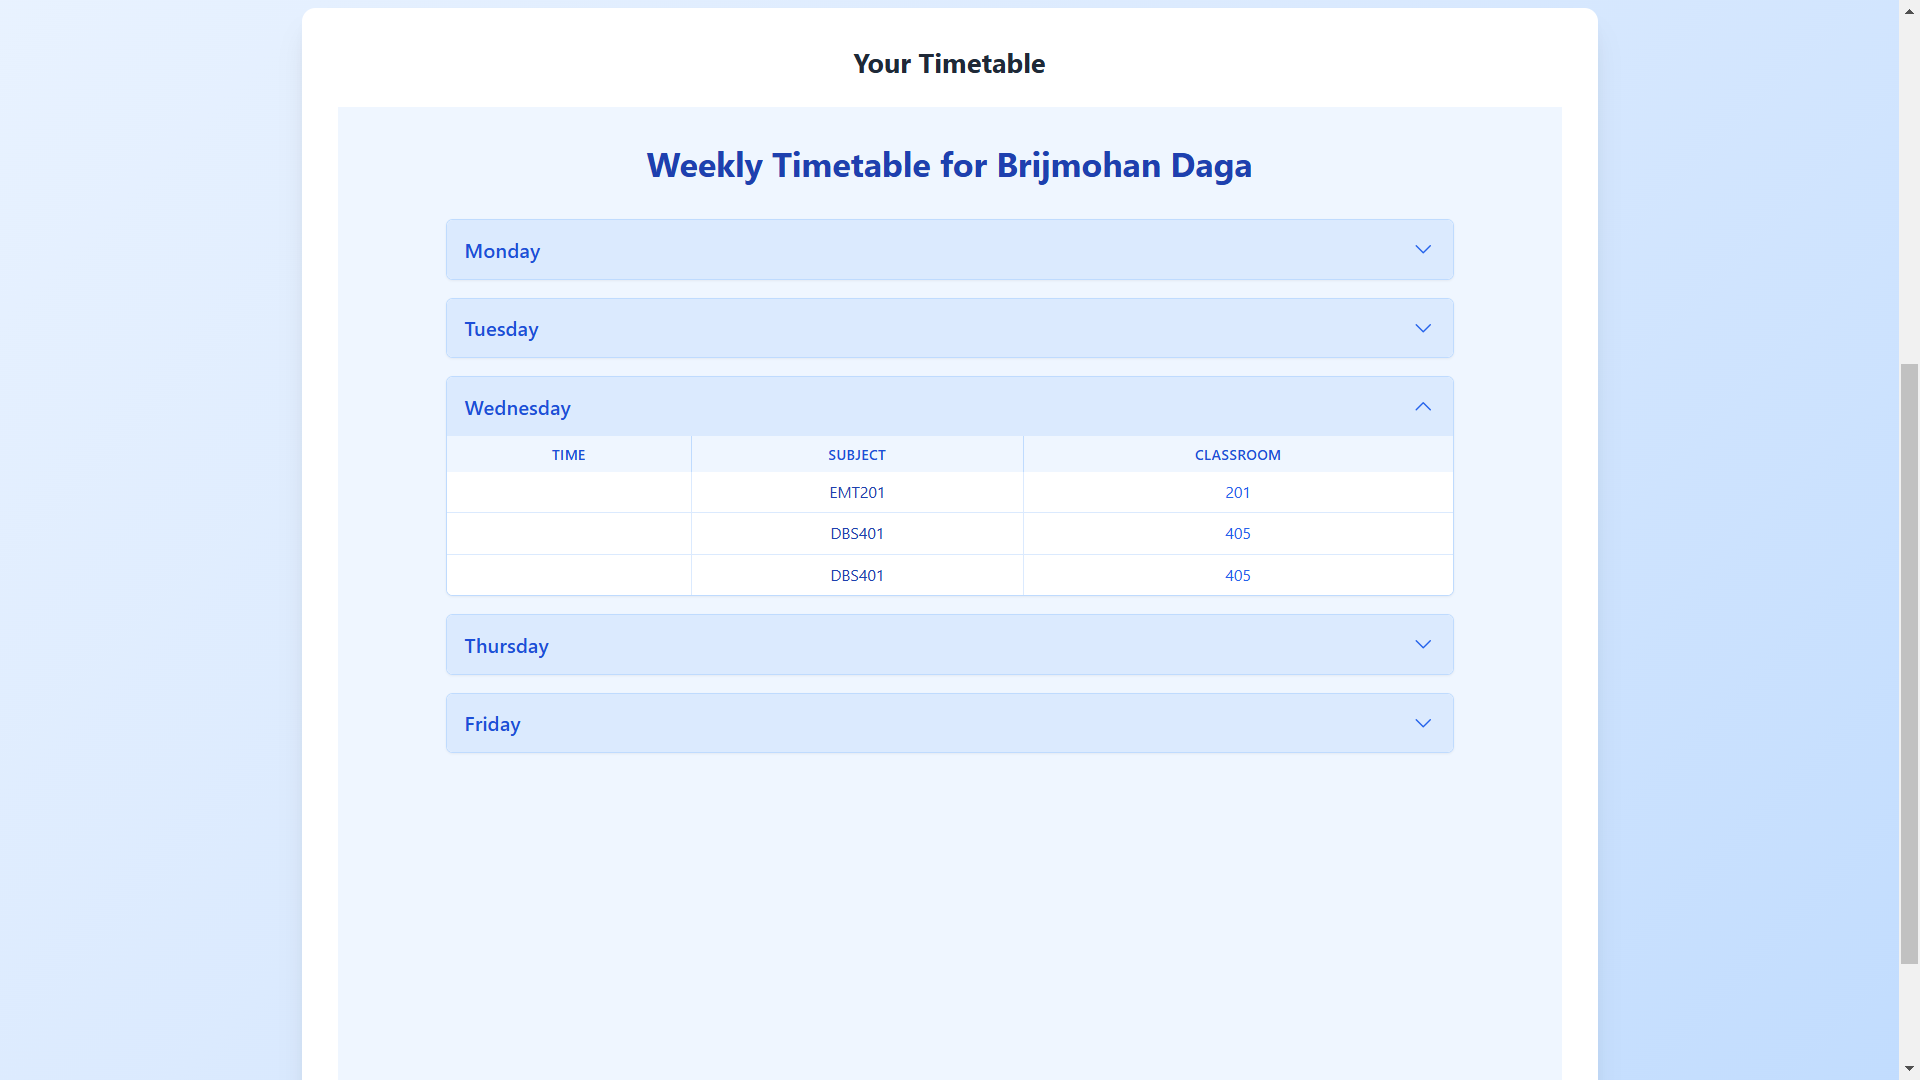 Your Timetable
Weekly Timetable for Brijmohan Daga
Monday
Tuesday
Wednesday
TIME SUBJECT CLASSROOM
EMT201 201
DBS401 405
DBS401 405
Thursday
Friday